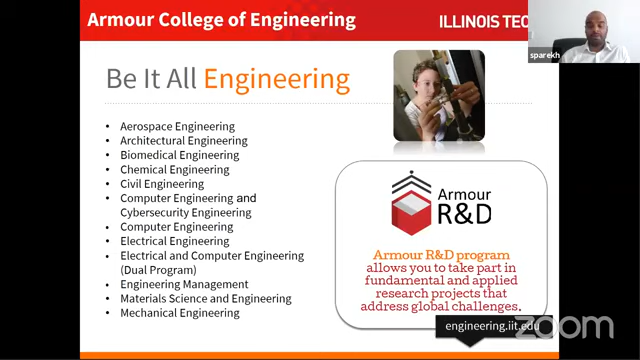 Armour College of Engineering
ILLINOIS TEC
sparekh
Be It All Engineering
• Aerospace Engineering
• Architectural Engineering
• Biomedical Engineering
• Chemical Engineering
• Civil Engineering
• Computer Engineering and
Cybersecurity Engineering
• Computer Engineering
• Electrical Engineering
• Electrical and Computer Engineering
(Dual Program)
• Engineering Management
• Materials Science and Engineering
• Mechanical Engineering
Armour
R&D
Armour R&D program
allows you to take part in
fundamental and applied
research projects that
address global challenges.
engineering.iit.edu
zoom